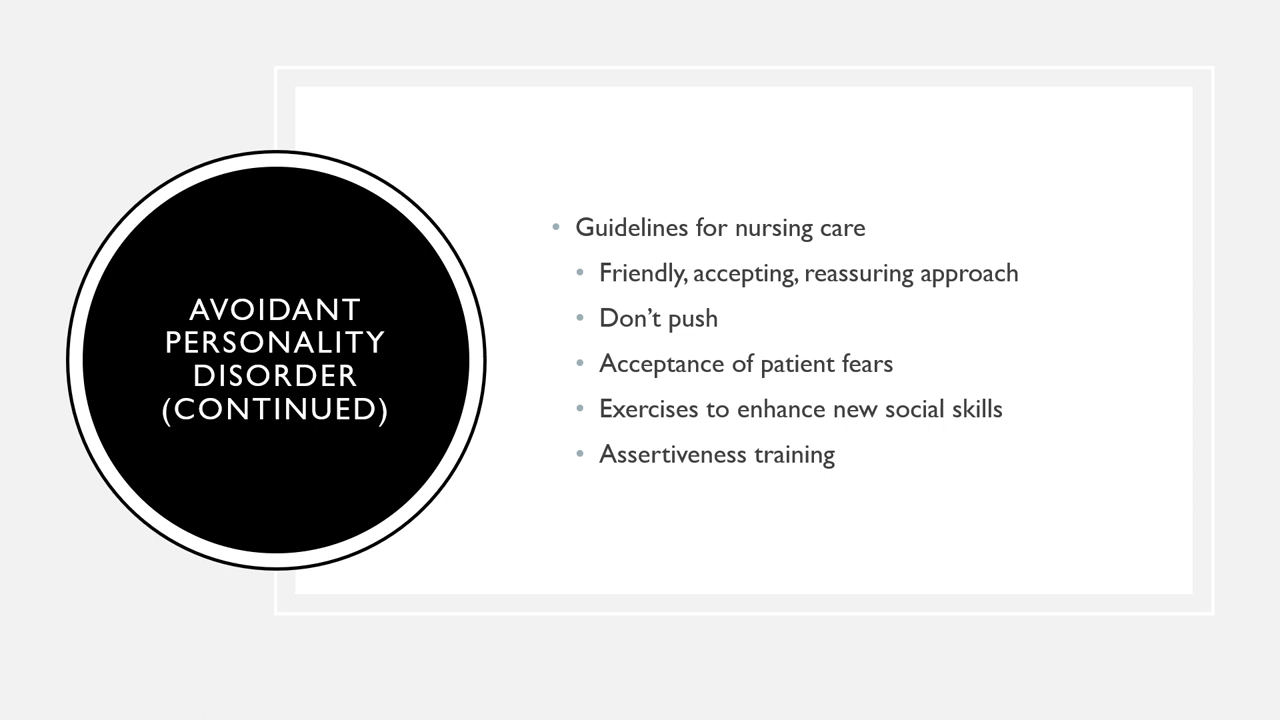 AVOIDANT
PERSONALITY
DISORDER
(CONTINUED)
• Guidelines for nursing care
• Friendly, accepting, reassuring approach
• Don’t push
• Acceptance of patient fears
• Exercises to enhance new social skills
• Assertiveness training